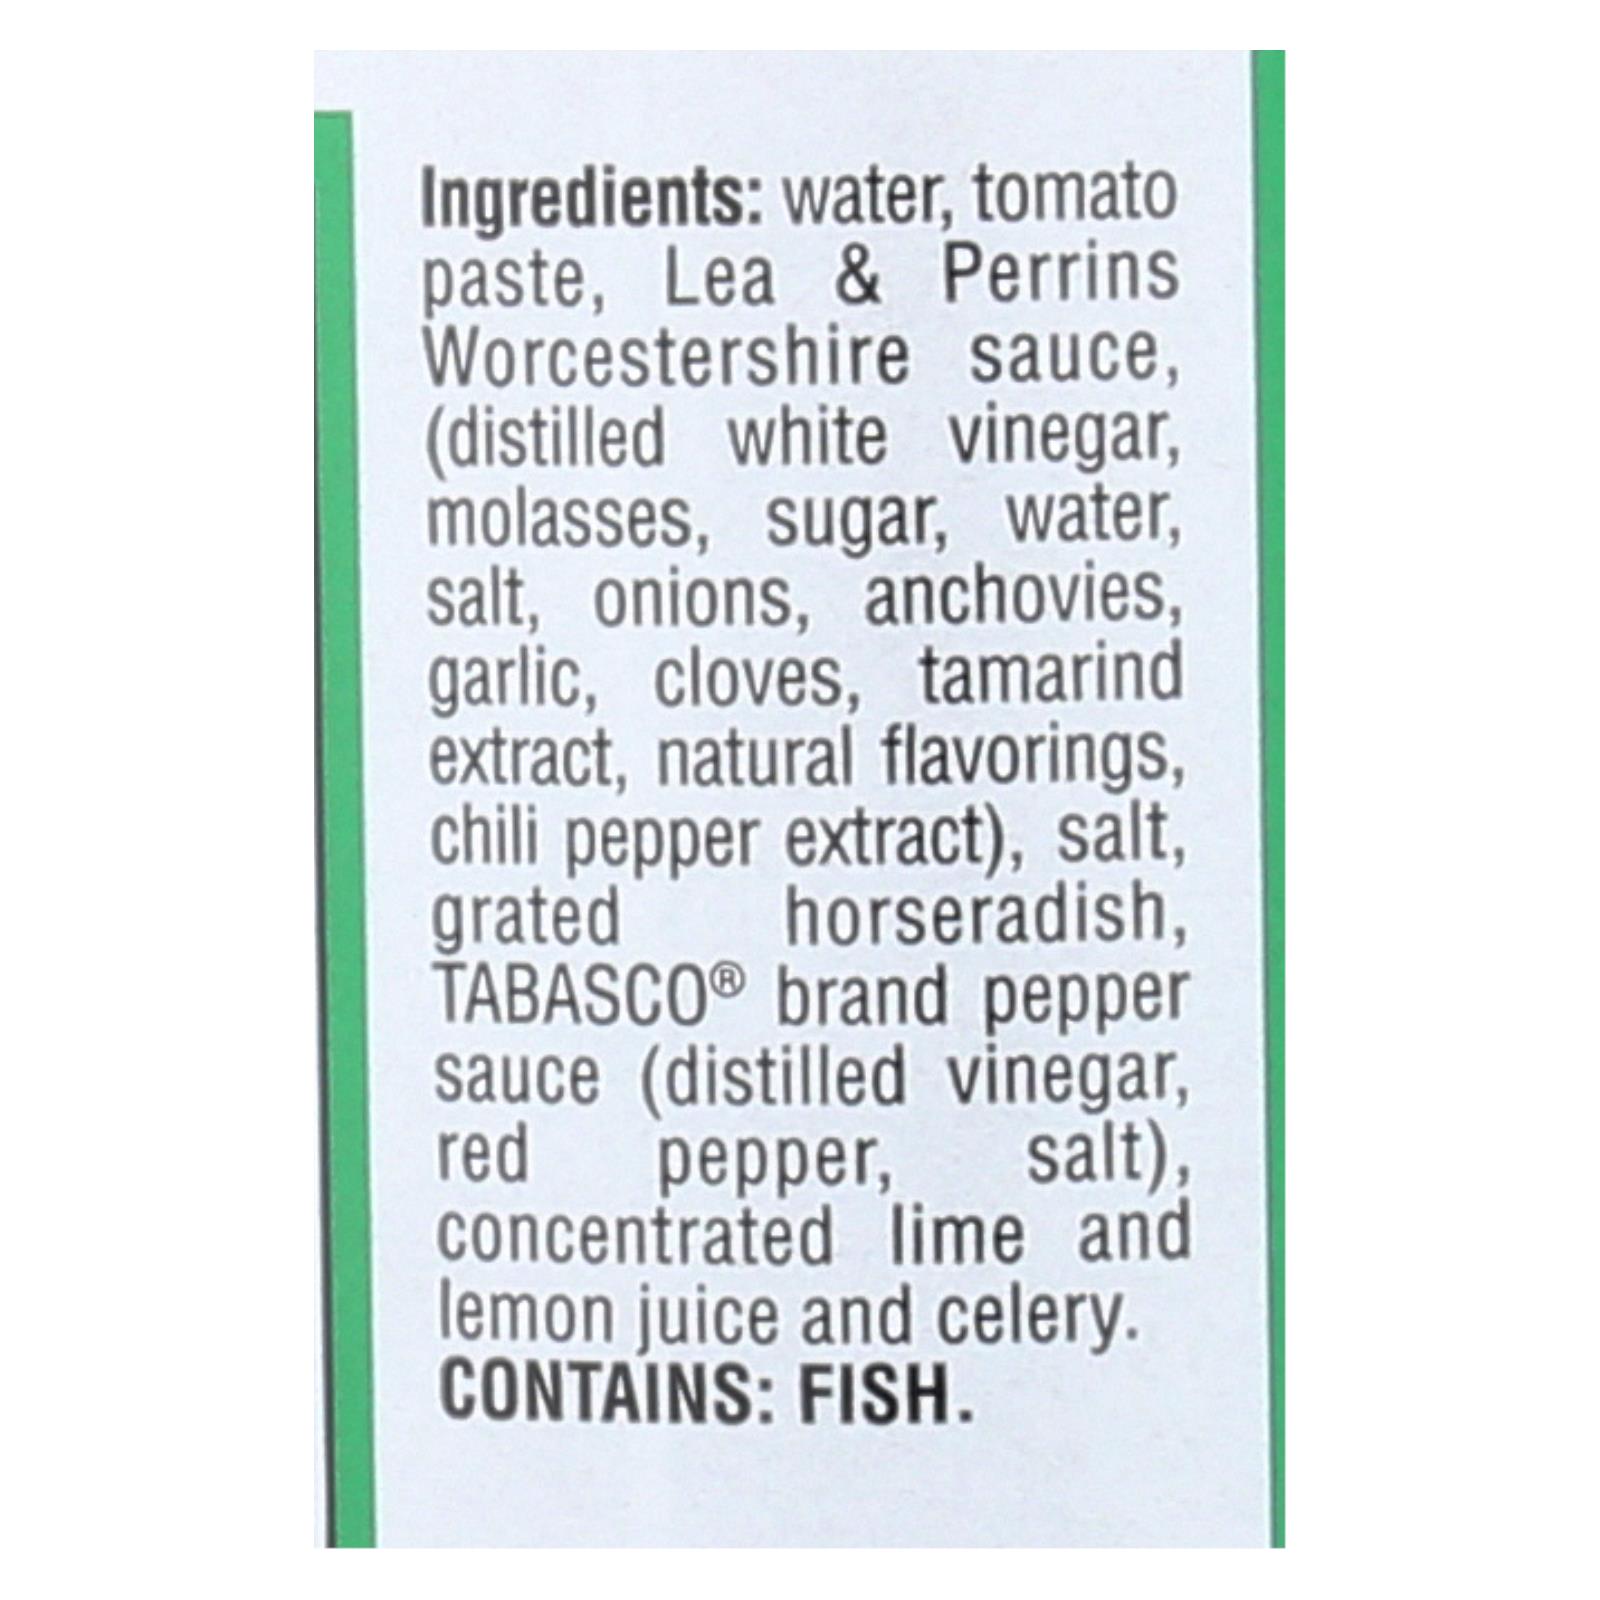 Ingredients: water, tomato
paste, Lea & Perrins
Worcestershire sauce,
(distilled white vinegar,
molasses, sugar, water,
salt, onions, anchovies,
garlic, cloves, tamarind
extract, natural flavorings,
chili pepper extract), salt,
grated horseradish,
TABASCO® brand pepper
sauce (distilled vinegar,
red pepper, salt),
concentrated lime and
lemon juice and celery.
CONTAINS: FISH.